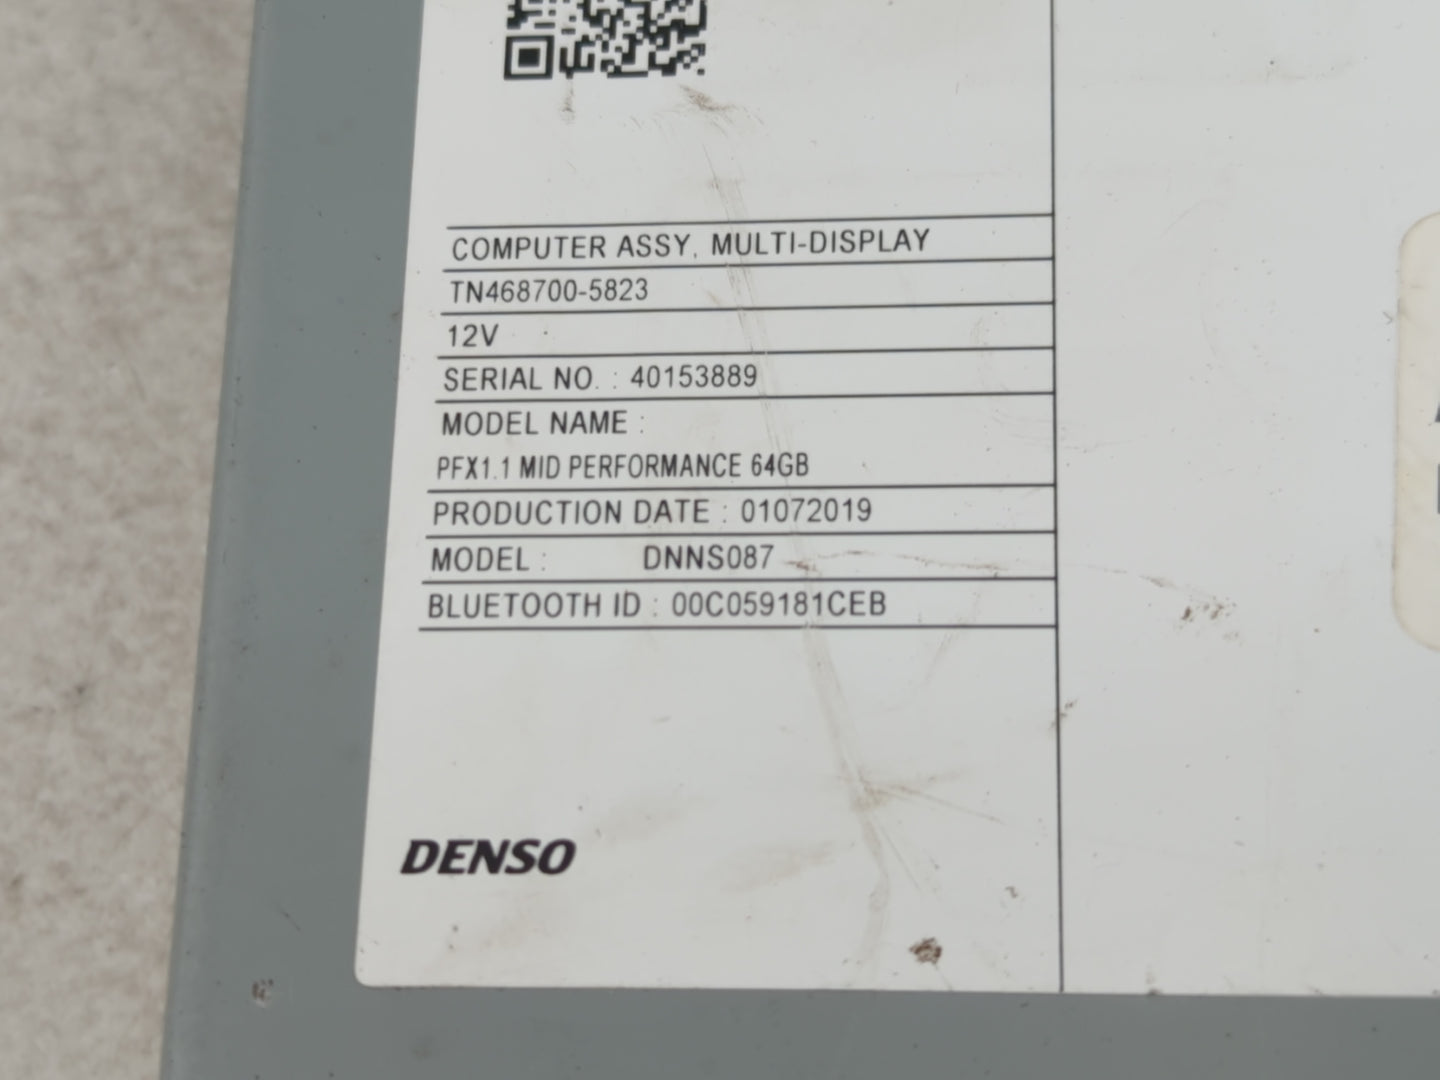 COMPUTER ASSY, MULTI-DISPLAY
TN468700-5823
12V
SERIAL NO. : 40153889
MODEL NAME :
PFX1.1 MID PERFORMANCE 64GB
PRODUCTION DATE : 01072019
MODEL : DNNS087
BLUETOOTH ID : 00C059181CEB
DENSO